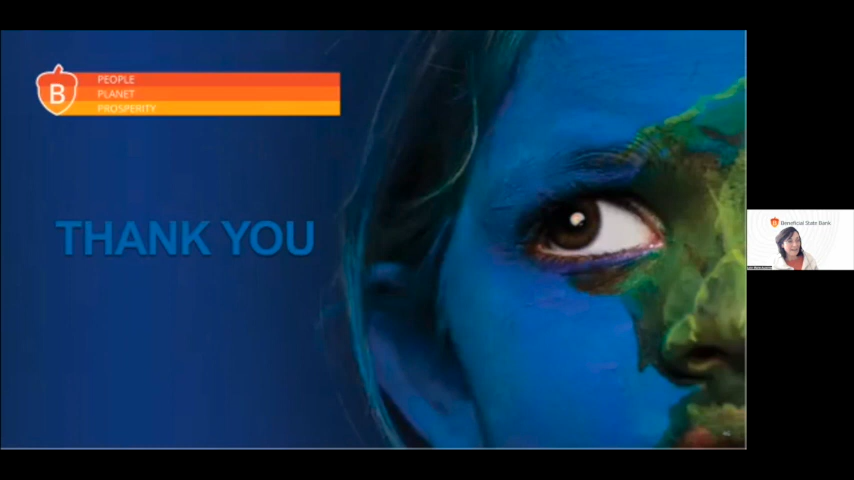 B
PEOPLE
PLANET
PROSPERITY
THANK YOU
Beneficial State Bank